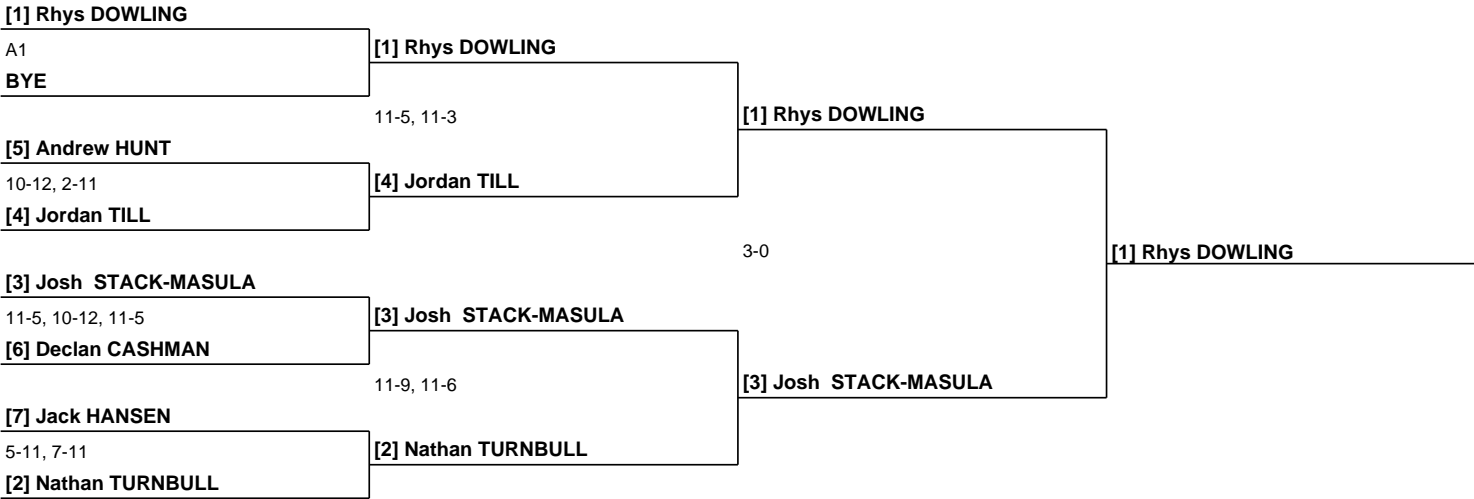 [1] Rhys DOWLING
A1
BYE
[5] Andrew HUNT
10-12, 2-11
[4] Jordan TILL
[3] Josh  STACK-MASULA
11-5, 10-12, 11-5
[6] Declan CASHMAN
[7] Jack HANSEN
5-11, 7-11
[2] Nathan TURNBULL
[1] Rhys DOWLING
11-5, 11-3
[4] Jordan TILL
[3] Josh  STACK-MASULA
11-9, 11-6
[2] Nathan TURNBULL
[1] Rhys DOWLING
3-0
[3] Josh  STACK-MASULA
[1] Rhys DOWLING